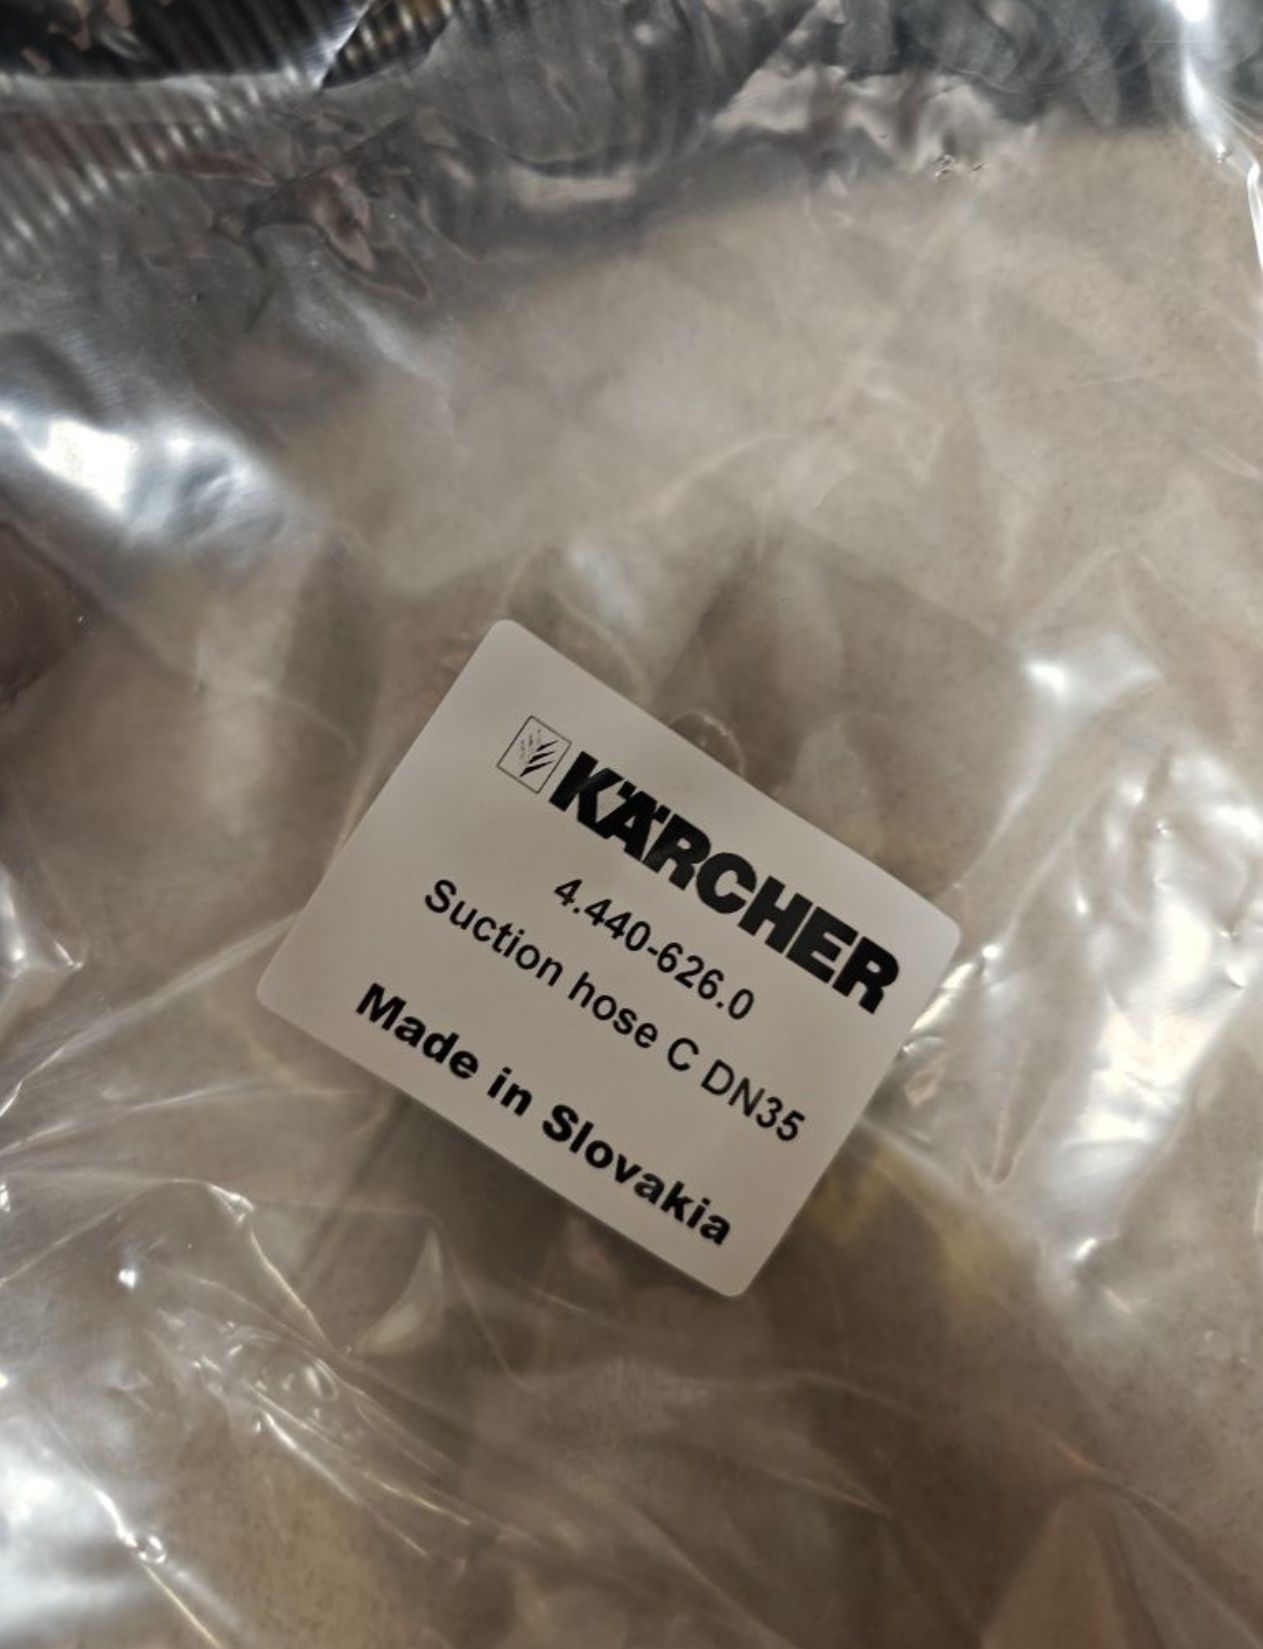 KÄRCHER
4.440-626.0
Suction hose C DN35
Made in Slovakia